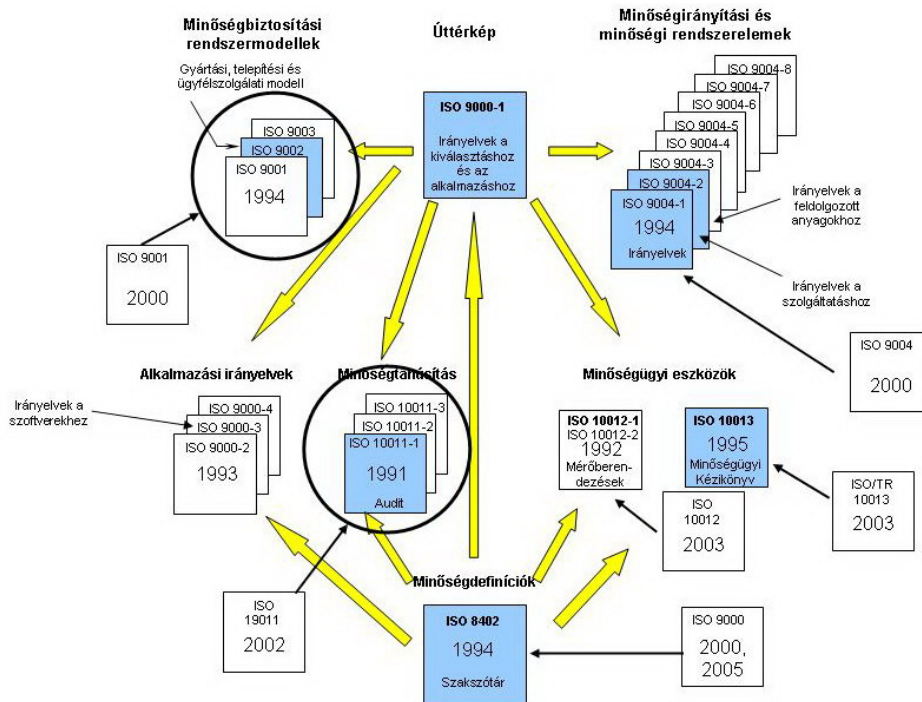 Minőségbiztosítási
rendszermodellek
Úttérkép
Minőségirányítási és
minőségi rendszerelemek
Gyártási, telepítési és
ügyfélszolgálati modell
ISO 9003
ISO 9002
ISO 9001
1994
ISO 9001
2000
ISO 9000-1
Irányelvek a
kiválasztáshoz
és az
alkalmazáshoz
ISO 9004-8
ISO 9004-7
ISO 9004-6
ISO 9004-5
ISO 9004-4
ISO 9004-3
ISO 9004-2
ISO 9004-1
1994
Irányelvek
Irányelvek a
feldolgozott
anyagokhoz
Irányelvek a
szolgáltatáshoz
ISO 9004
2000
Alkalmazási irányelvek
Irányelvek a
szoftverekhez
ISO 9000-4
ISO 9000-3
ISO 9000-2
1993
Minőségtanúsítás
ISO 10011-3
ISO 10011-2
ISO 10011-1
1991
Audit
Minőségügyi eszközök
ISO 10012-1
ISO 10012-2
1992
Mérőberen-
dezések
ISO 10013
1995
Minőségügyi
Kézikönyv
ISO
10012
2003
ISO/TR
10013
2003
ISO
19011
2002
Minőségdefiníciók
ISO 8402
1994
Szakszótár
ISO 9000
2000,
2005